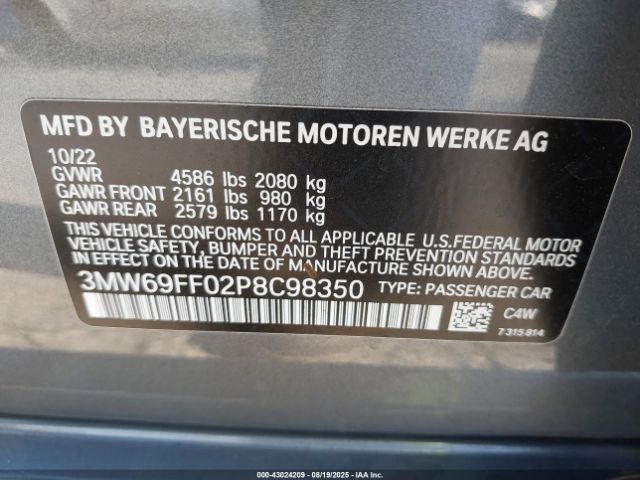 MFD BY BAYERISCHE MOTOREN WERKE AG
10/22
GVWR 4586 lbs 2080 kg
GAWR FRONT 2161 lbs 980 kg
GAWR REAR 2579 lbs 1170 kg
THIS VEHICLE CONFORMS TO ALL APPLICABLE U.S.FEDERAL MOTOR
VEHICLE SAFETY, BUMPER AND THEFT PREVENTION STANDARDS
IN EFFECT ON THE DATE OF MANUFACTURE SHOWN ABOVE.
3MW69FF02P8C98350 TYPE: PASSENGER CAR
C4W
7 315 814
000-43024209 - 08/19/2025 - IAA Inc.